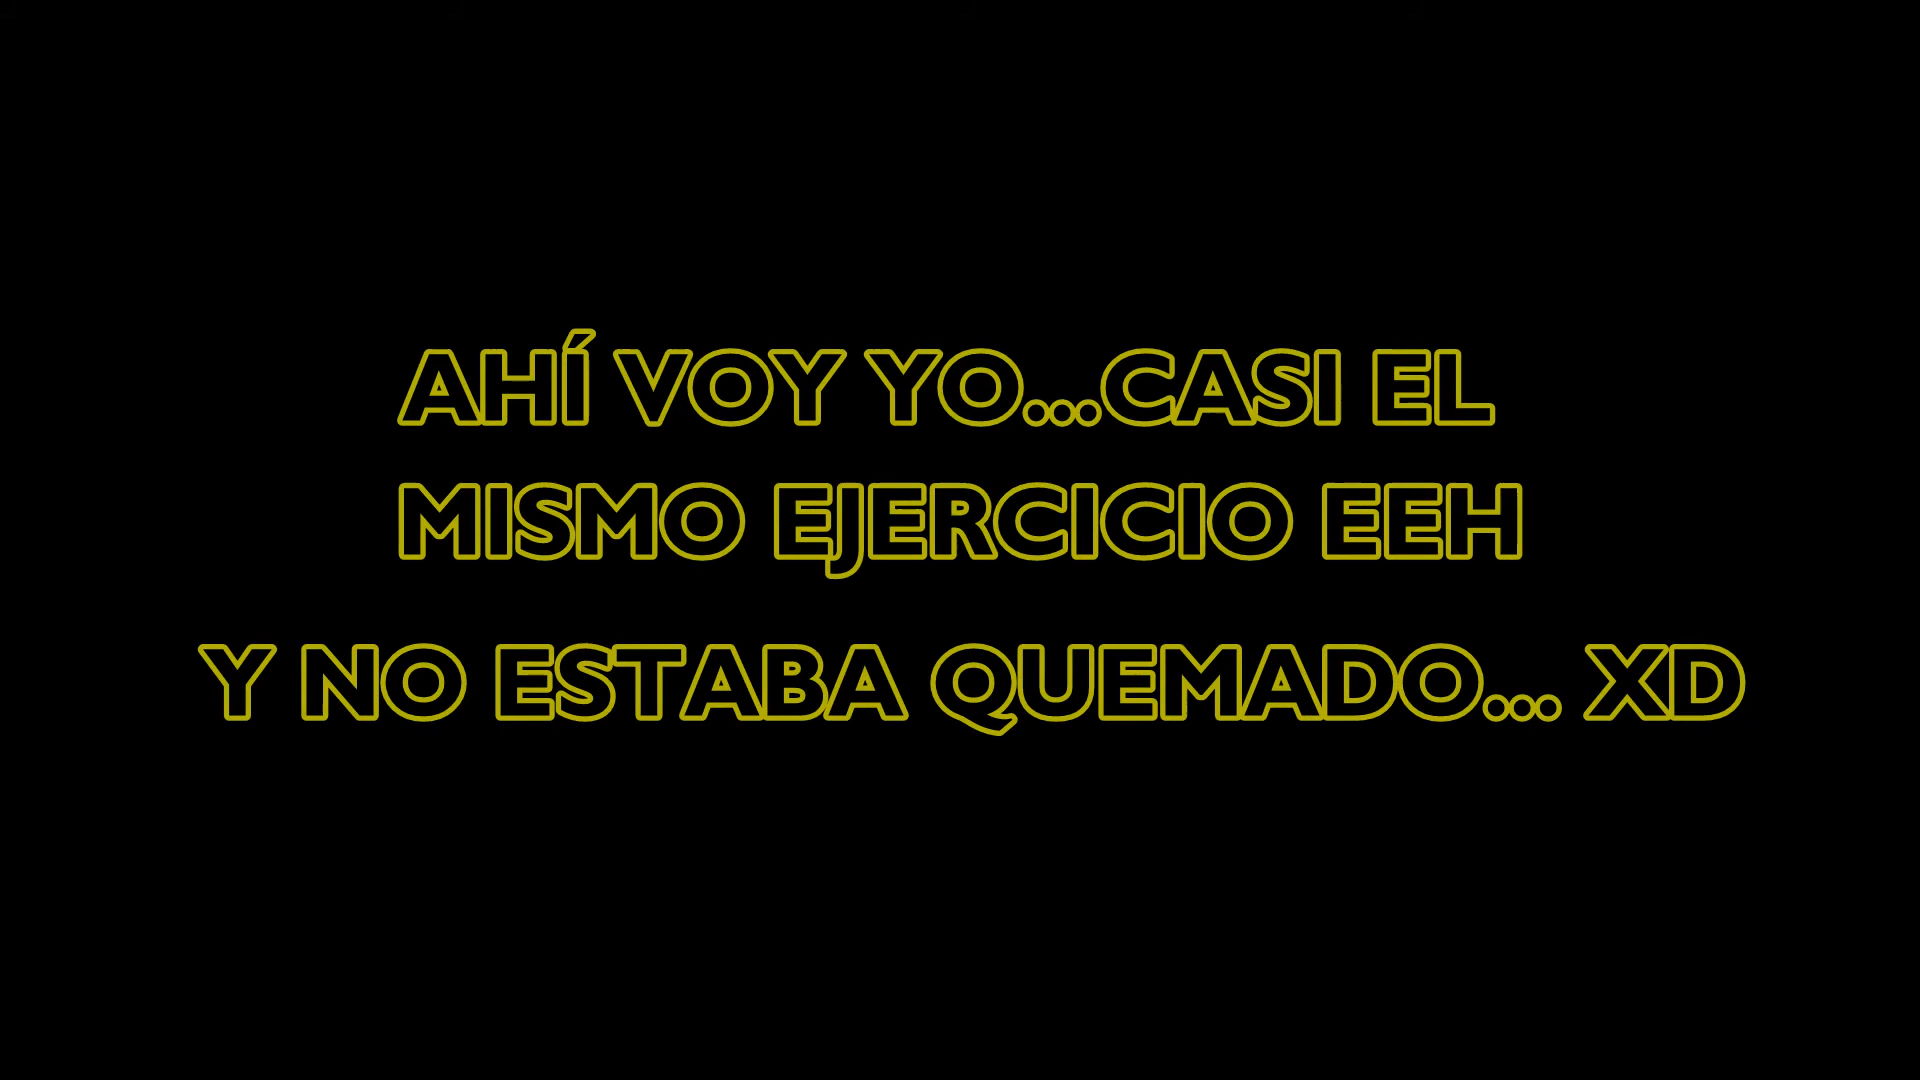 AHÍ VOY YO...CASI EL
MISMO EJERCICIO EEH
Y NO ESTABA QUEMADO... XD